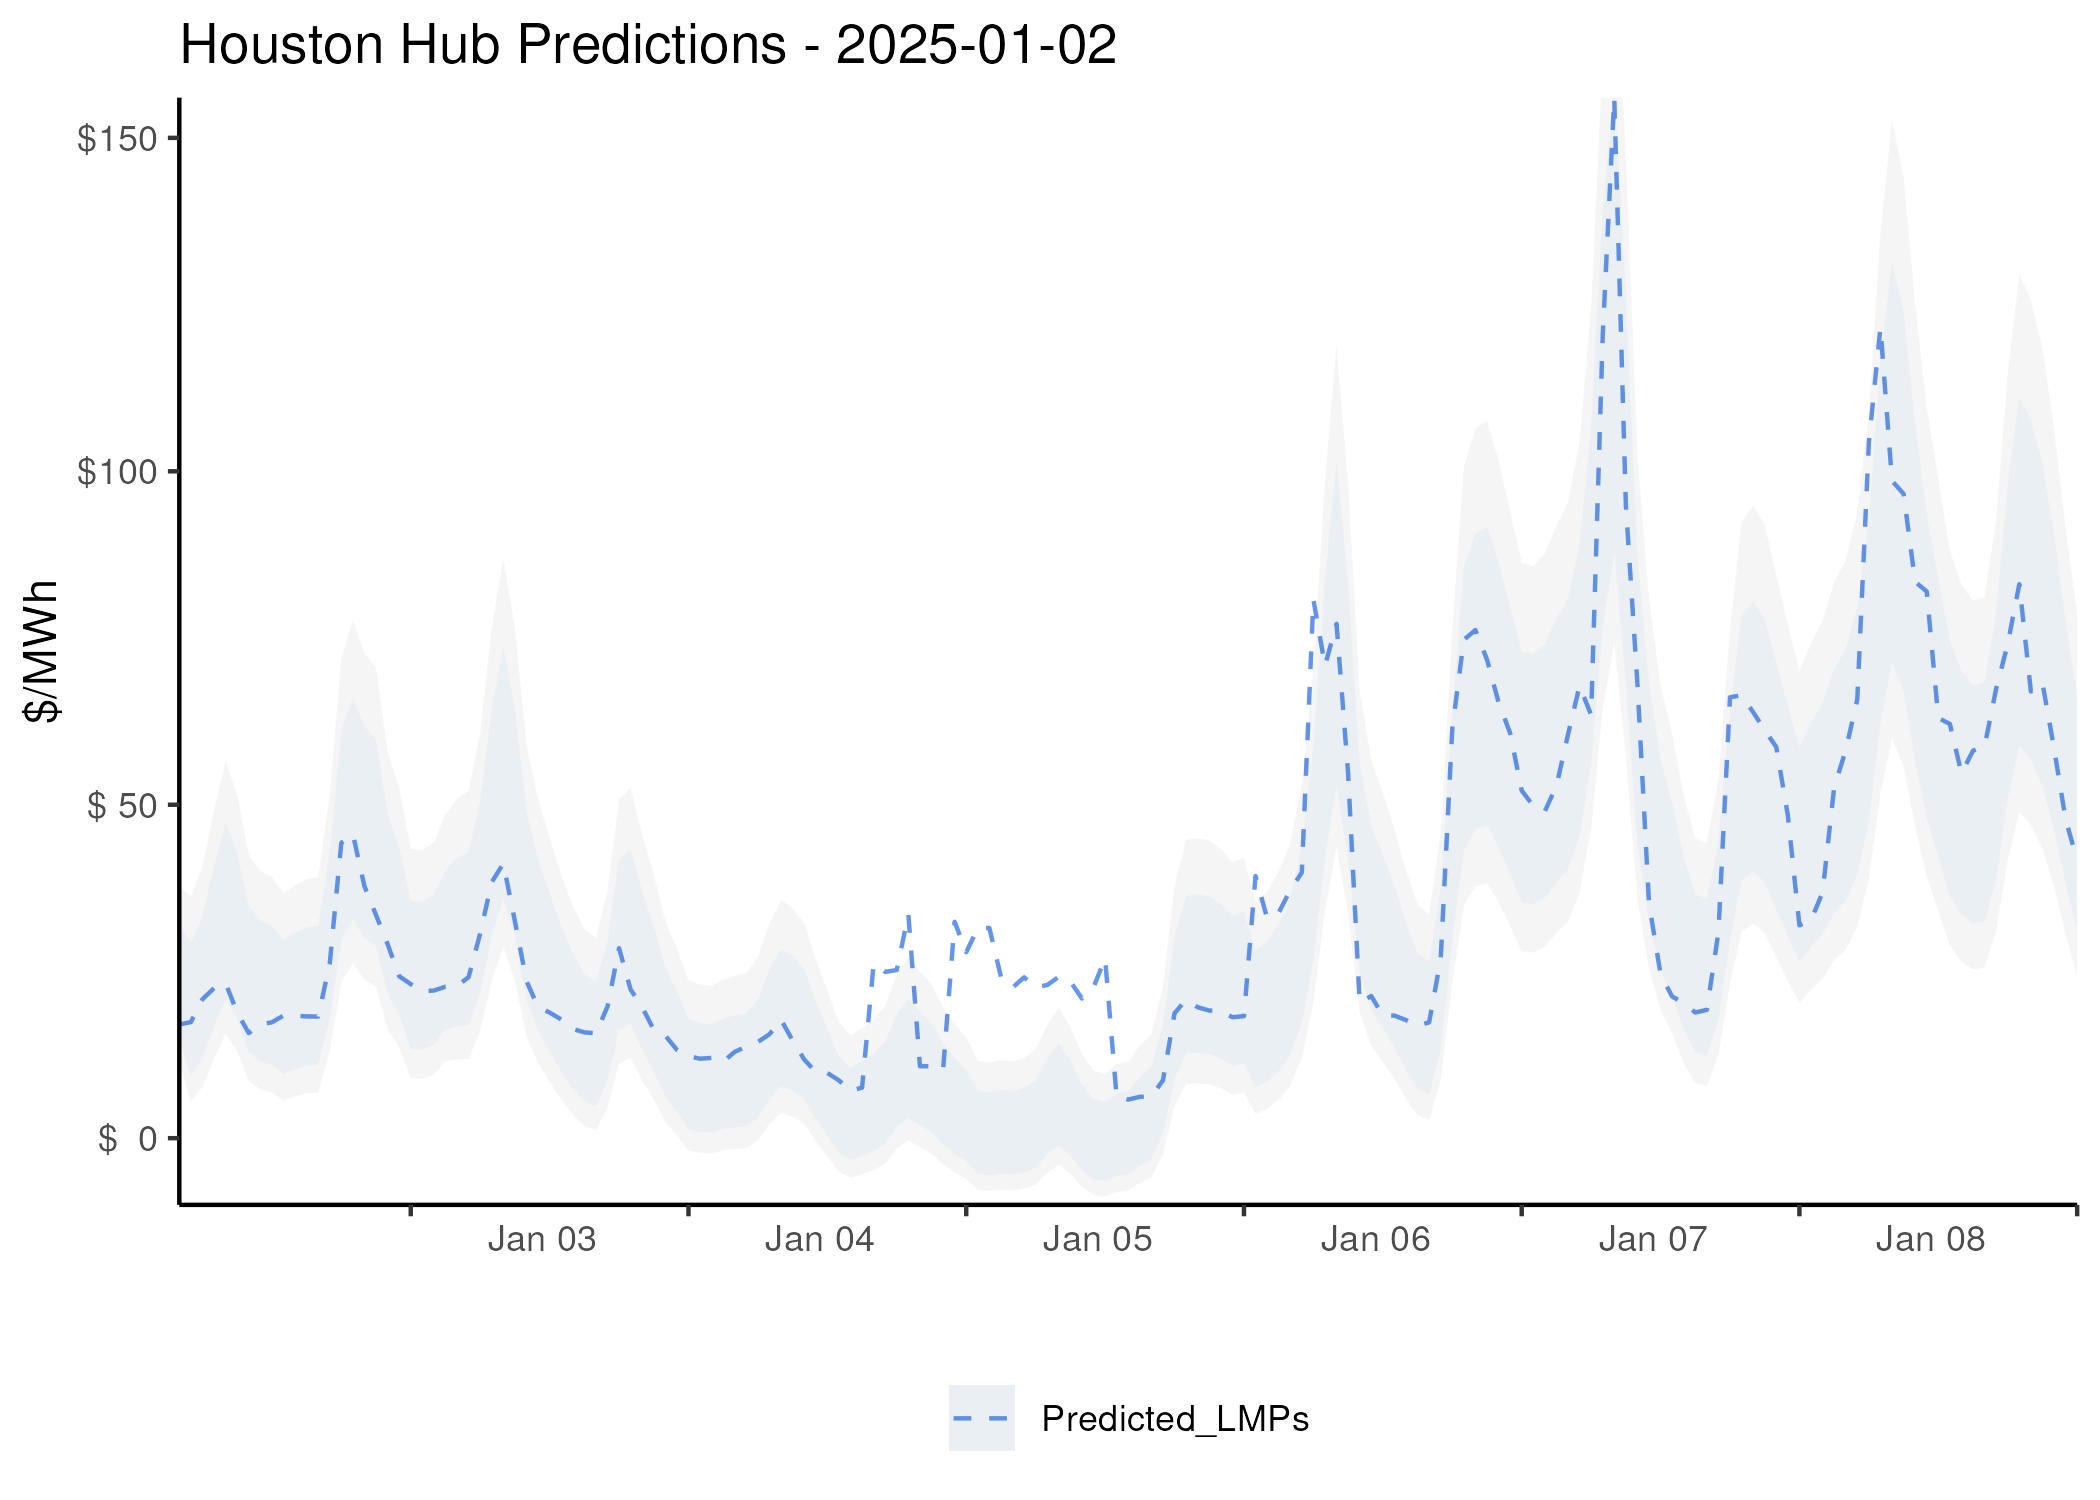 Houston Hub Predictions - 2025-01-02
$/MWh
$150
$100
$ 50
$  0
Jan 03
Jan 04
Jan 05
Jan 06
Jan 07
Jan 08
Predicted_LMPs